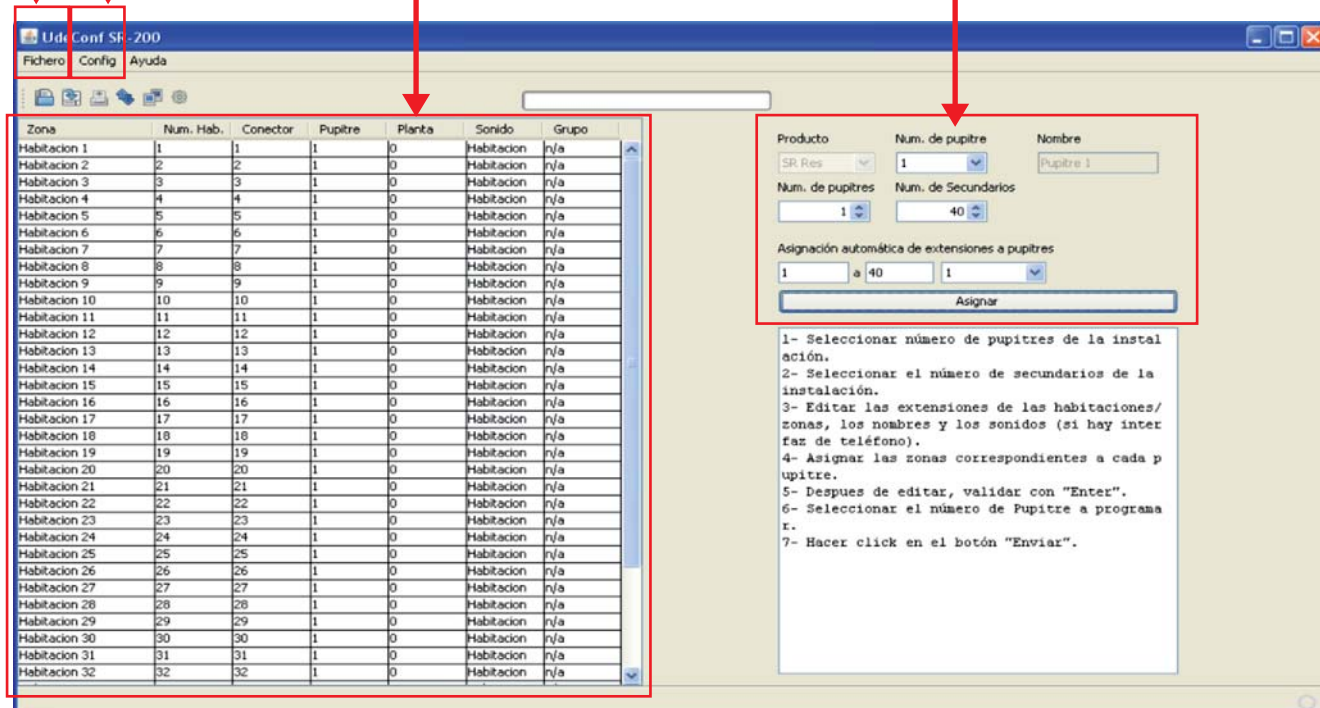 UdeConf SR-200
Fichero Config Ayuda
Zona Num. Hab. Conector Pupitre Planta Sonido Grupo
Habitacion 1 1 1 1 0 Habitacion n/a
Habitacion 2 2 2 1 0 Habitacion n/a
Habitacion 3 3 3 1 0 Habitacion n/a
Habitacion 4 4 4 1 0 Habitacion n/a
Habitacion 5 5 5 1 0 Habitacion n/a
Habitacion 6 6 6 1 0 Habitacion n/a
Habitacion 7 7 7 1 0 Habitacion n/a
Habitacion 8 8 8 1 0 Habitacion n/a
Habitacion 9 9 9 1 0 Habitacion n/a
Habitacion 10 10 10 1 0 Habitacion n/a
Habitacion 11 11 11 1 0 Habitacion n/a
Habitacion 12 12 12 1 0 Habitacion n/a
Habitacion 13 13 13 1 0 Habitacion n/a
Habitacion 14 14 14 1 0 Habitacion n/a
Habitacion 15 15 15 1 0 Habitacion n/a
Habitacion 16 16 16 1 0 Habitacion n/a
Habitacion 17 17 17 1 0 Habitacion n/a
Habitacion 18 18 18 1 0 Habitacion n/a
Habitacion 19 19 19 1 0 Habitacion n/a
Habitacion 20 20 20 1 0 Habitacion n/a
Habitacion 21 21 21 1 0 Habitacion n/a
Habitacion 22 22 22 1 0 Habitacion n/a
Habitacion 23 23 23 1 0 Habitacion n/a
Habitacion 24 24 24 1 0 Habitacion n/a
Habitacion 25 25 25 1 0 Habitacion n/a
Habitacion 26 26 26 1 0 Habitacion n/a
Habitacion 27 27 27 1 0 Habitacion n/a
Habitacion 28 28 28 1 0 Habitacion n/a
Habitacion 29 29 29 1 0 Habitacion n/a
Habitacion 30 30 30 1 0 Habitacion n/a
Habitacion 31 31 31 1 0 Habitacion n/a
Habitacion 32 32 32 1 0 Habitacion n/a
Producto Num. de pupitre Nombre
SR Res 1 Pupitre 1
Num. de pupitres Num. de Secundarios
1 40
Asignación automática de extensiones a pupitres
1 a 40 1
Asignar
1- Seleccionar número de pupitres de la instal
ación.
2- Seleccionar el número de secundarios de la
instalación.
3- Editar las extensiones de las habitaciones/
zonas, los nombres y los sonidos (si hay inter
faz de teléfono).
4- Asignar las zonas correspondientes a cada p
upitre.
5- Despues de editar, validar con "Enter".
6- Seleccionar el número de Pupitre a programa
r.
7- Hacer click en el botón "Enviar".